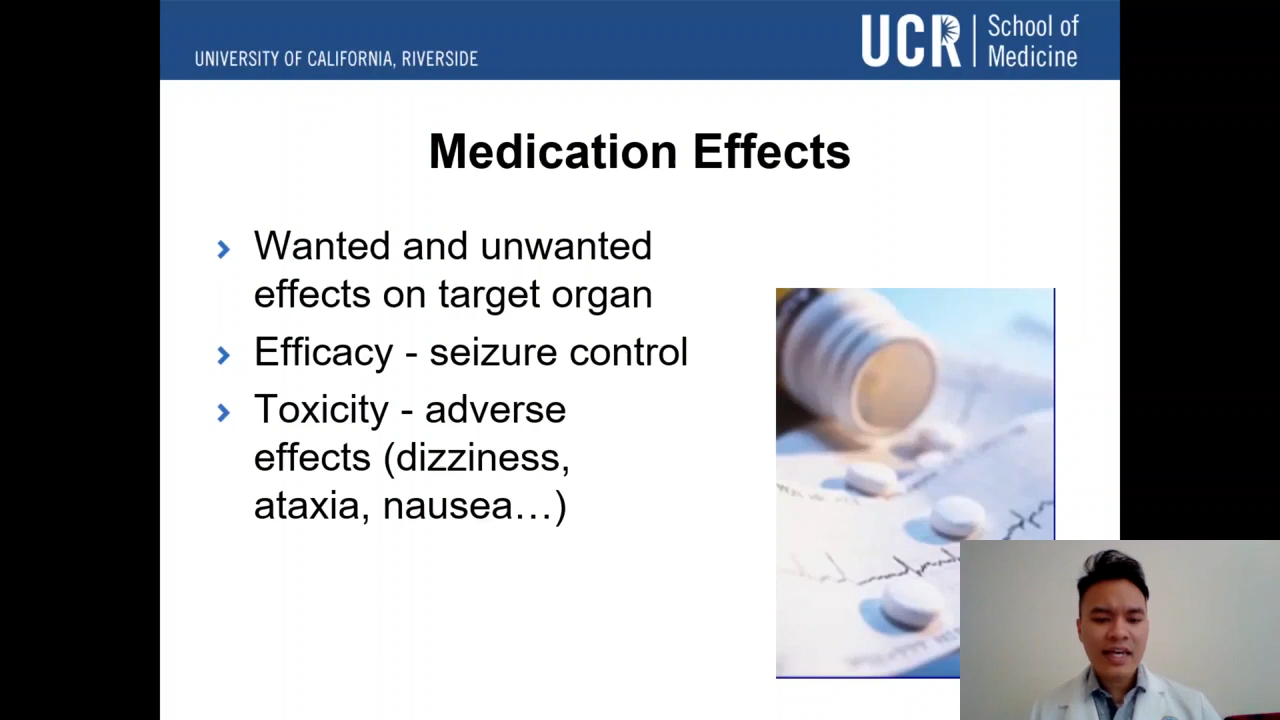 UNIVERSITY OF CALIFORNIA, RIVERSIDE
UCR School of
Medicine
Medication Effects
Wanted and unwanted
effects on target organ
Efficacy - seizure control
Toxicity - adverse
effects (dizziness,
ataxia, nausea…)